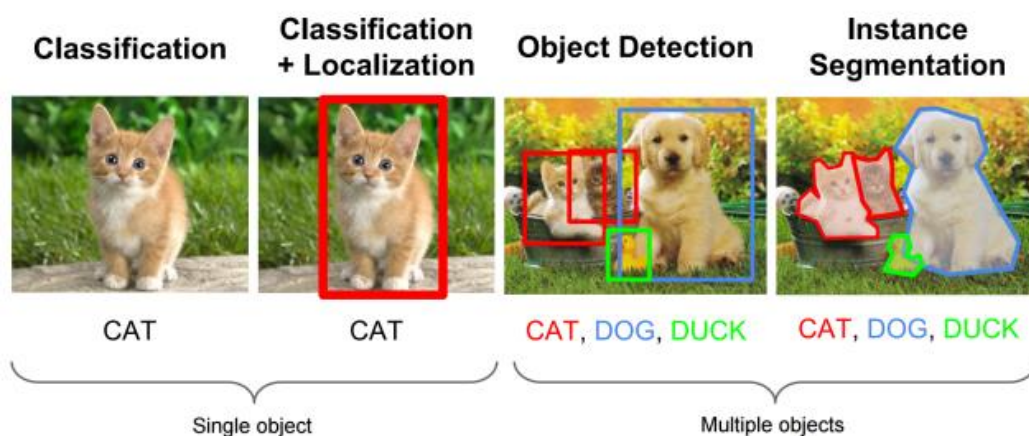 Classification
Classification
+ Localization
Object Detection
Instance
Segmentation
CAT
CAT
CAT, DOG, DUCK
CAT, DOG, DUCK
Single object
Multiple objects